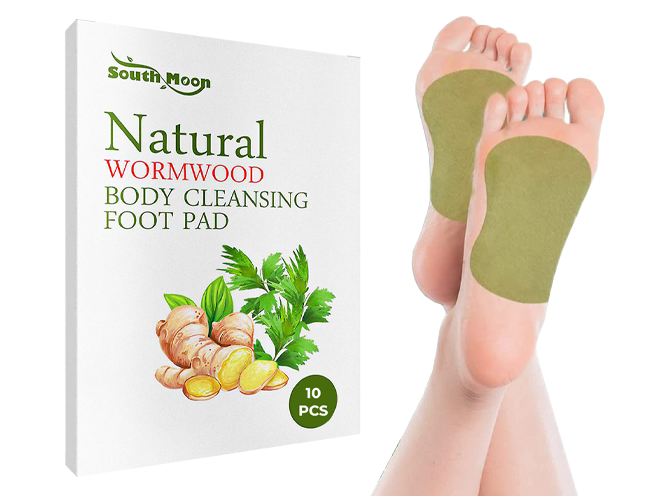 South Moon
Natural
WORMWOOD
BODY CLEANSING
FOOT PAD
10
PCS